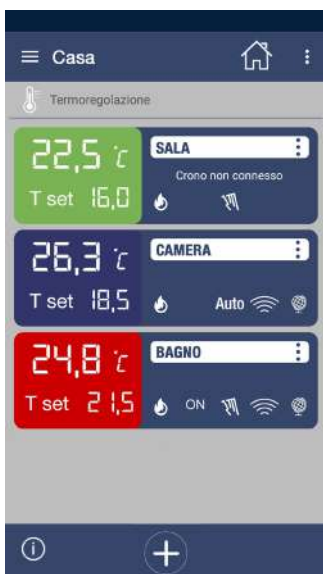 Casa
Termoregolazione
22,5 °C
T set 16,0
SALA
Crono non connesso
26,3 °C
T set 18,5
CAMERA
Auto
24,8 °C
T set 21,5
BAGNO
ON